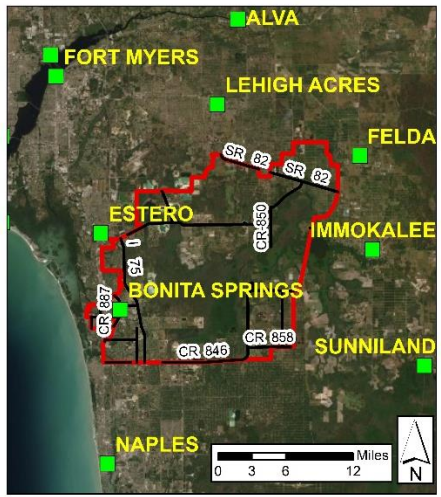 ALVA
FORT MYERS
LEHIGH ACRES
SR 82
FELDA
SR 82
ESTERO
CR-850
IMMOKALEE
I 75
BONITA SPRINGS
CR 887
CR 846
CR 858
SUNNILAND
NAPLES
Miles
0 3 6 12
N